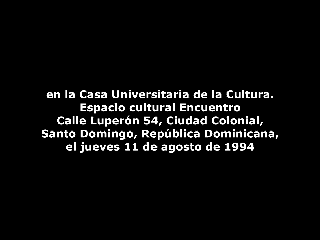 en la Casa Universitaria de la Cultura.
Espacio cultural Encuentro
Calle Luperón 54, Ciudad Colonial,
Santo Domingo, República Dominicana,
el jueves 11 de agosto de 1994